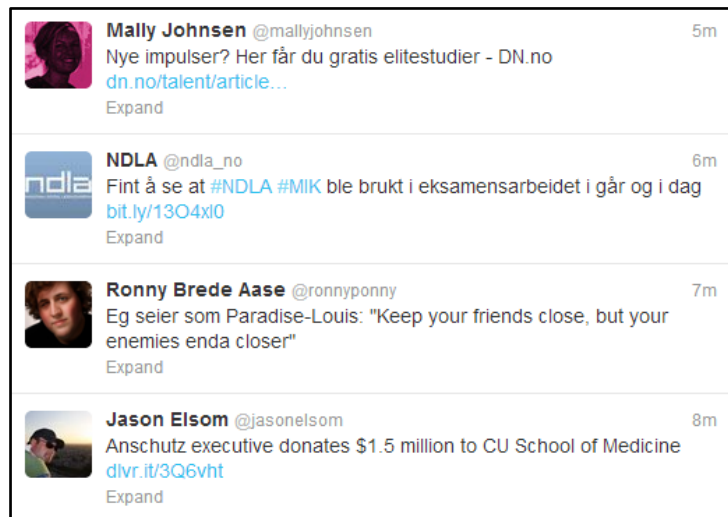 Mally Johnsen @mallyjohnsen 5m
Nye impulser? Her får du gratis elitestudier - DN.no
dn.no/talent/article...
Expand
ndla
NDLA @ndla_no 6m
Fint å se at #NDLA #MIK ble brukt i eksamensarbeidet i går og i dag
bit.ly/13O4xl0
Expand
Ronny Brede Aase @ronnyponny 7m
Eg seier som Paradise-Louis: "Keep your friends close, but your
enemies enda closer"
Expand
Jason Elsom @jasonelsom 8m
Anschutz executive donates $1.5 million to CU School of Medicine
dlvr.it/3Q6vht
Expand